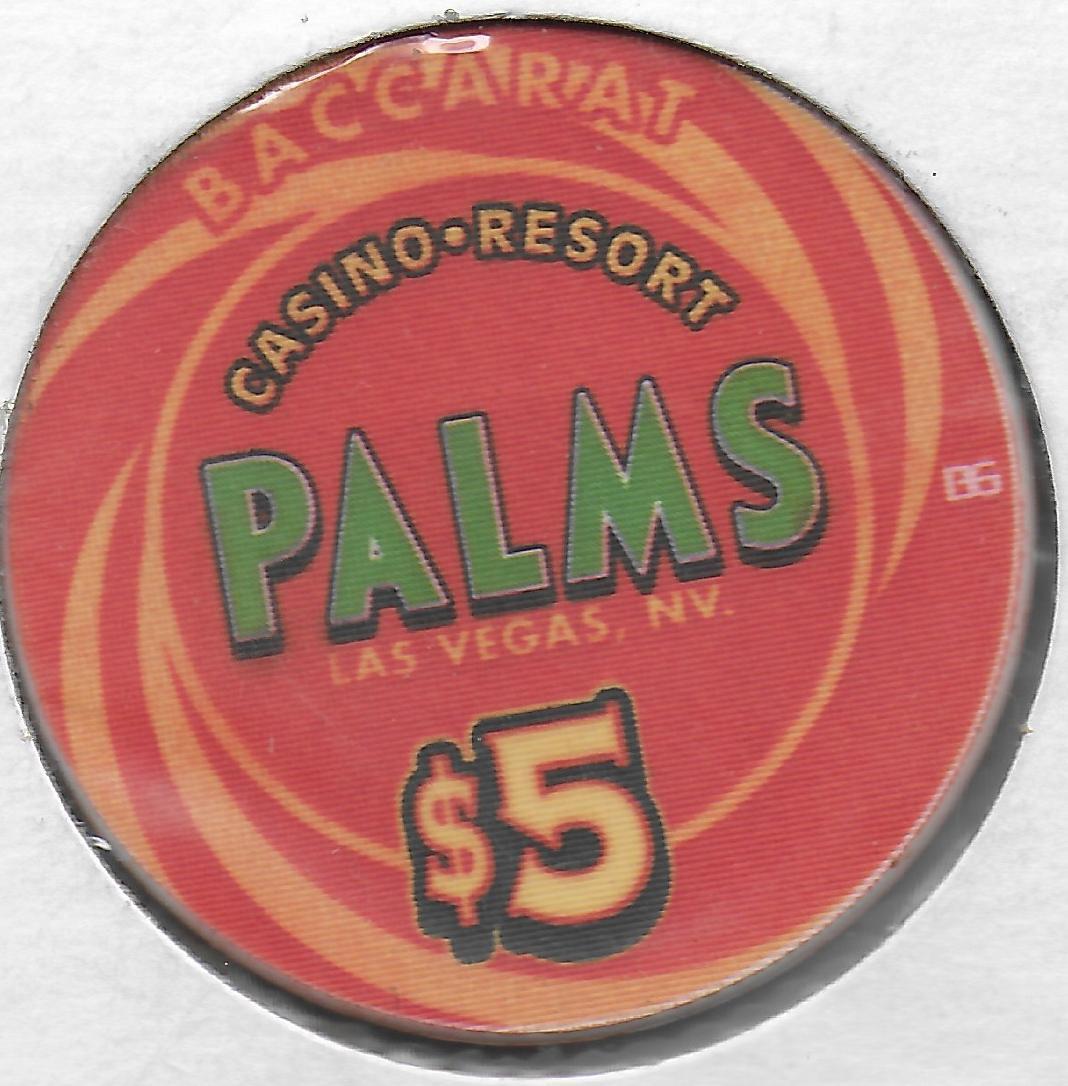 BACCARAT
CASINO•RESORT
PALMS
LAS VEGAS, NV.
$5
BG